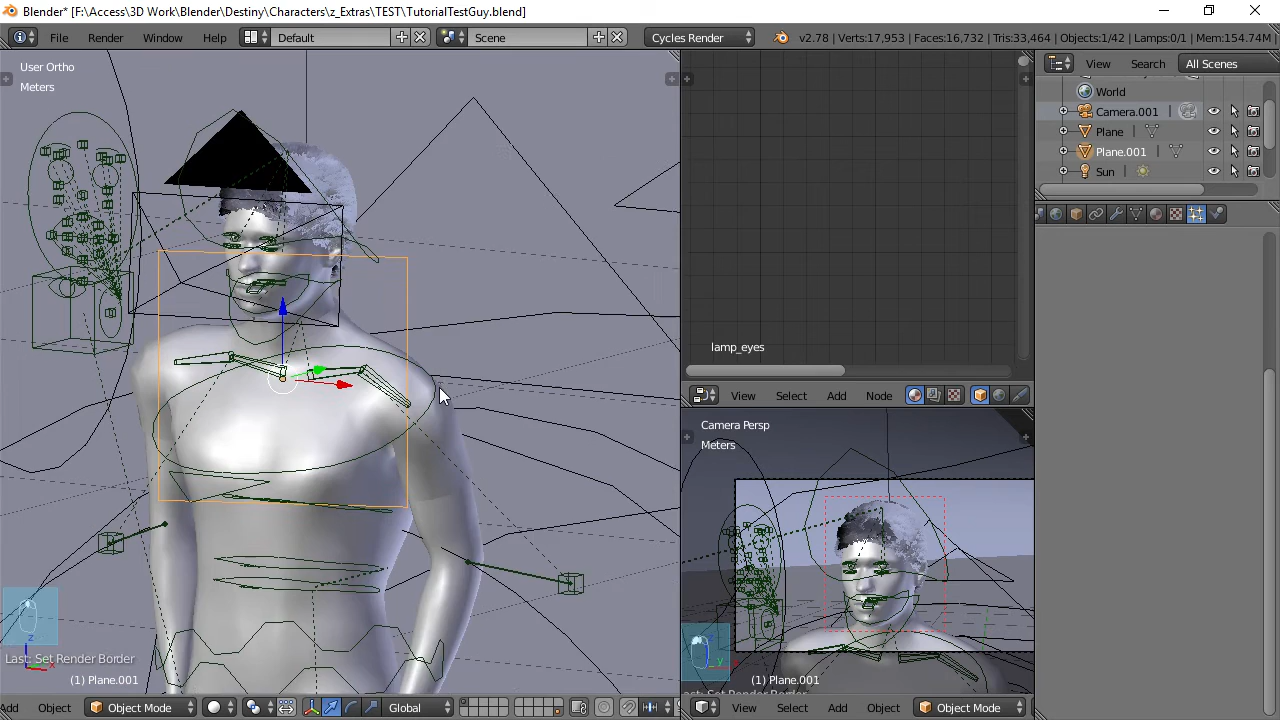 Blender* [F:\Access\3D Work\Blender\Destiny\Characters\z_Extras\TEST\TutorialTestGuy.blend]
File Render Window Help Default Scene Cycles Render v2.78 | Verts:17,953 | Faces:16,732 | Tris:33,464 | Objects:1/42 | Lamps:0/1 | Mem:154.74M
User Ortho
Meters
View Search All Scenes
World
Camera.001
Plane
Plane.001
Sun
lamp_eyes
View Select Add Node
Camera Persp
Meters
Last: Set Render Border
(1) Plane.001
(1) Plane.001
Add Object Object Mode Global
View Select Add Object Object Mode